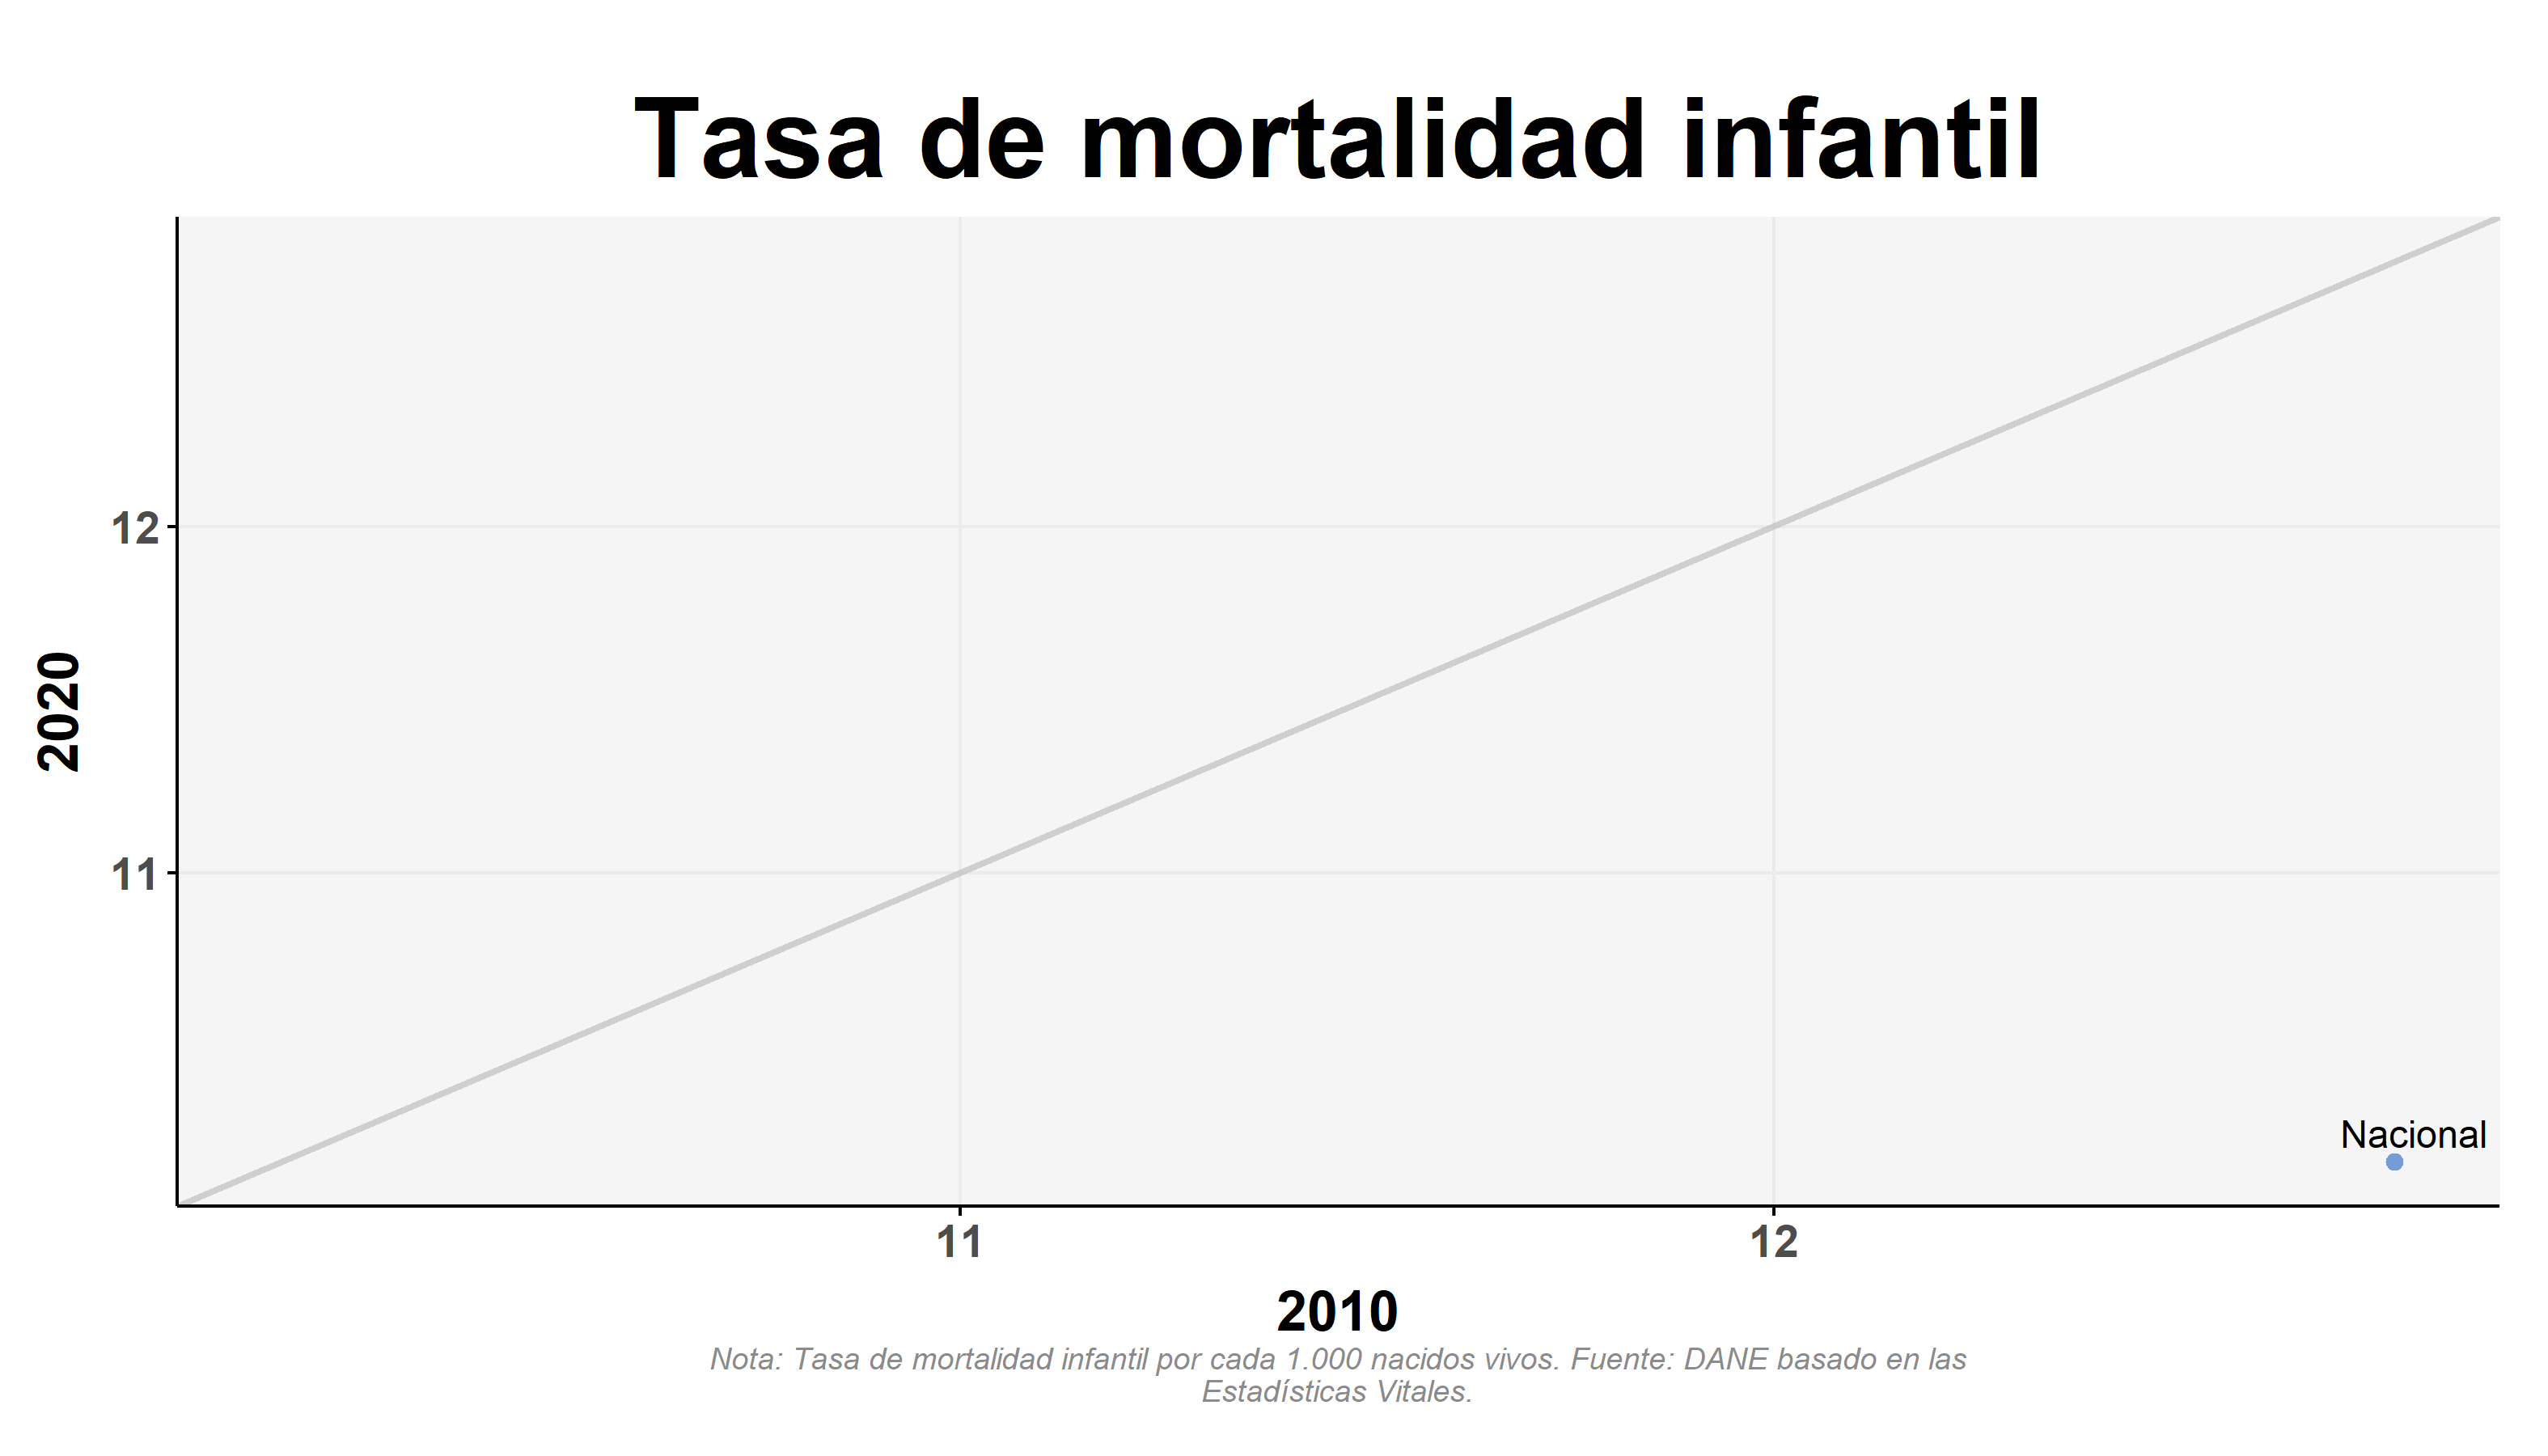 Tasa de mortalidad infantil
2020
12
11
Nacional
11
12
2010
Nota: Tasa de mortalidad infantil por cada 1.000 nacidos vivos. Fuente: DANE basado en las
Estadísticas Vitales.